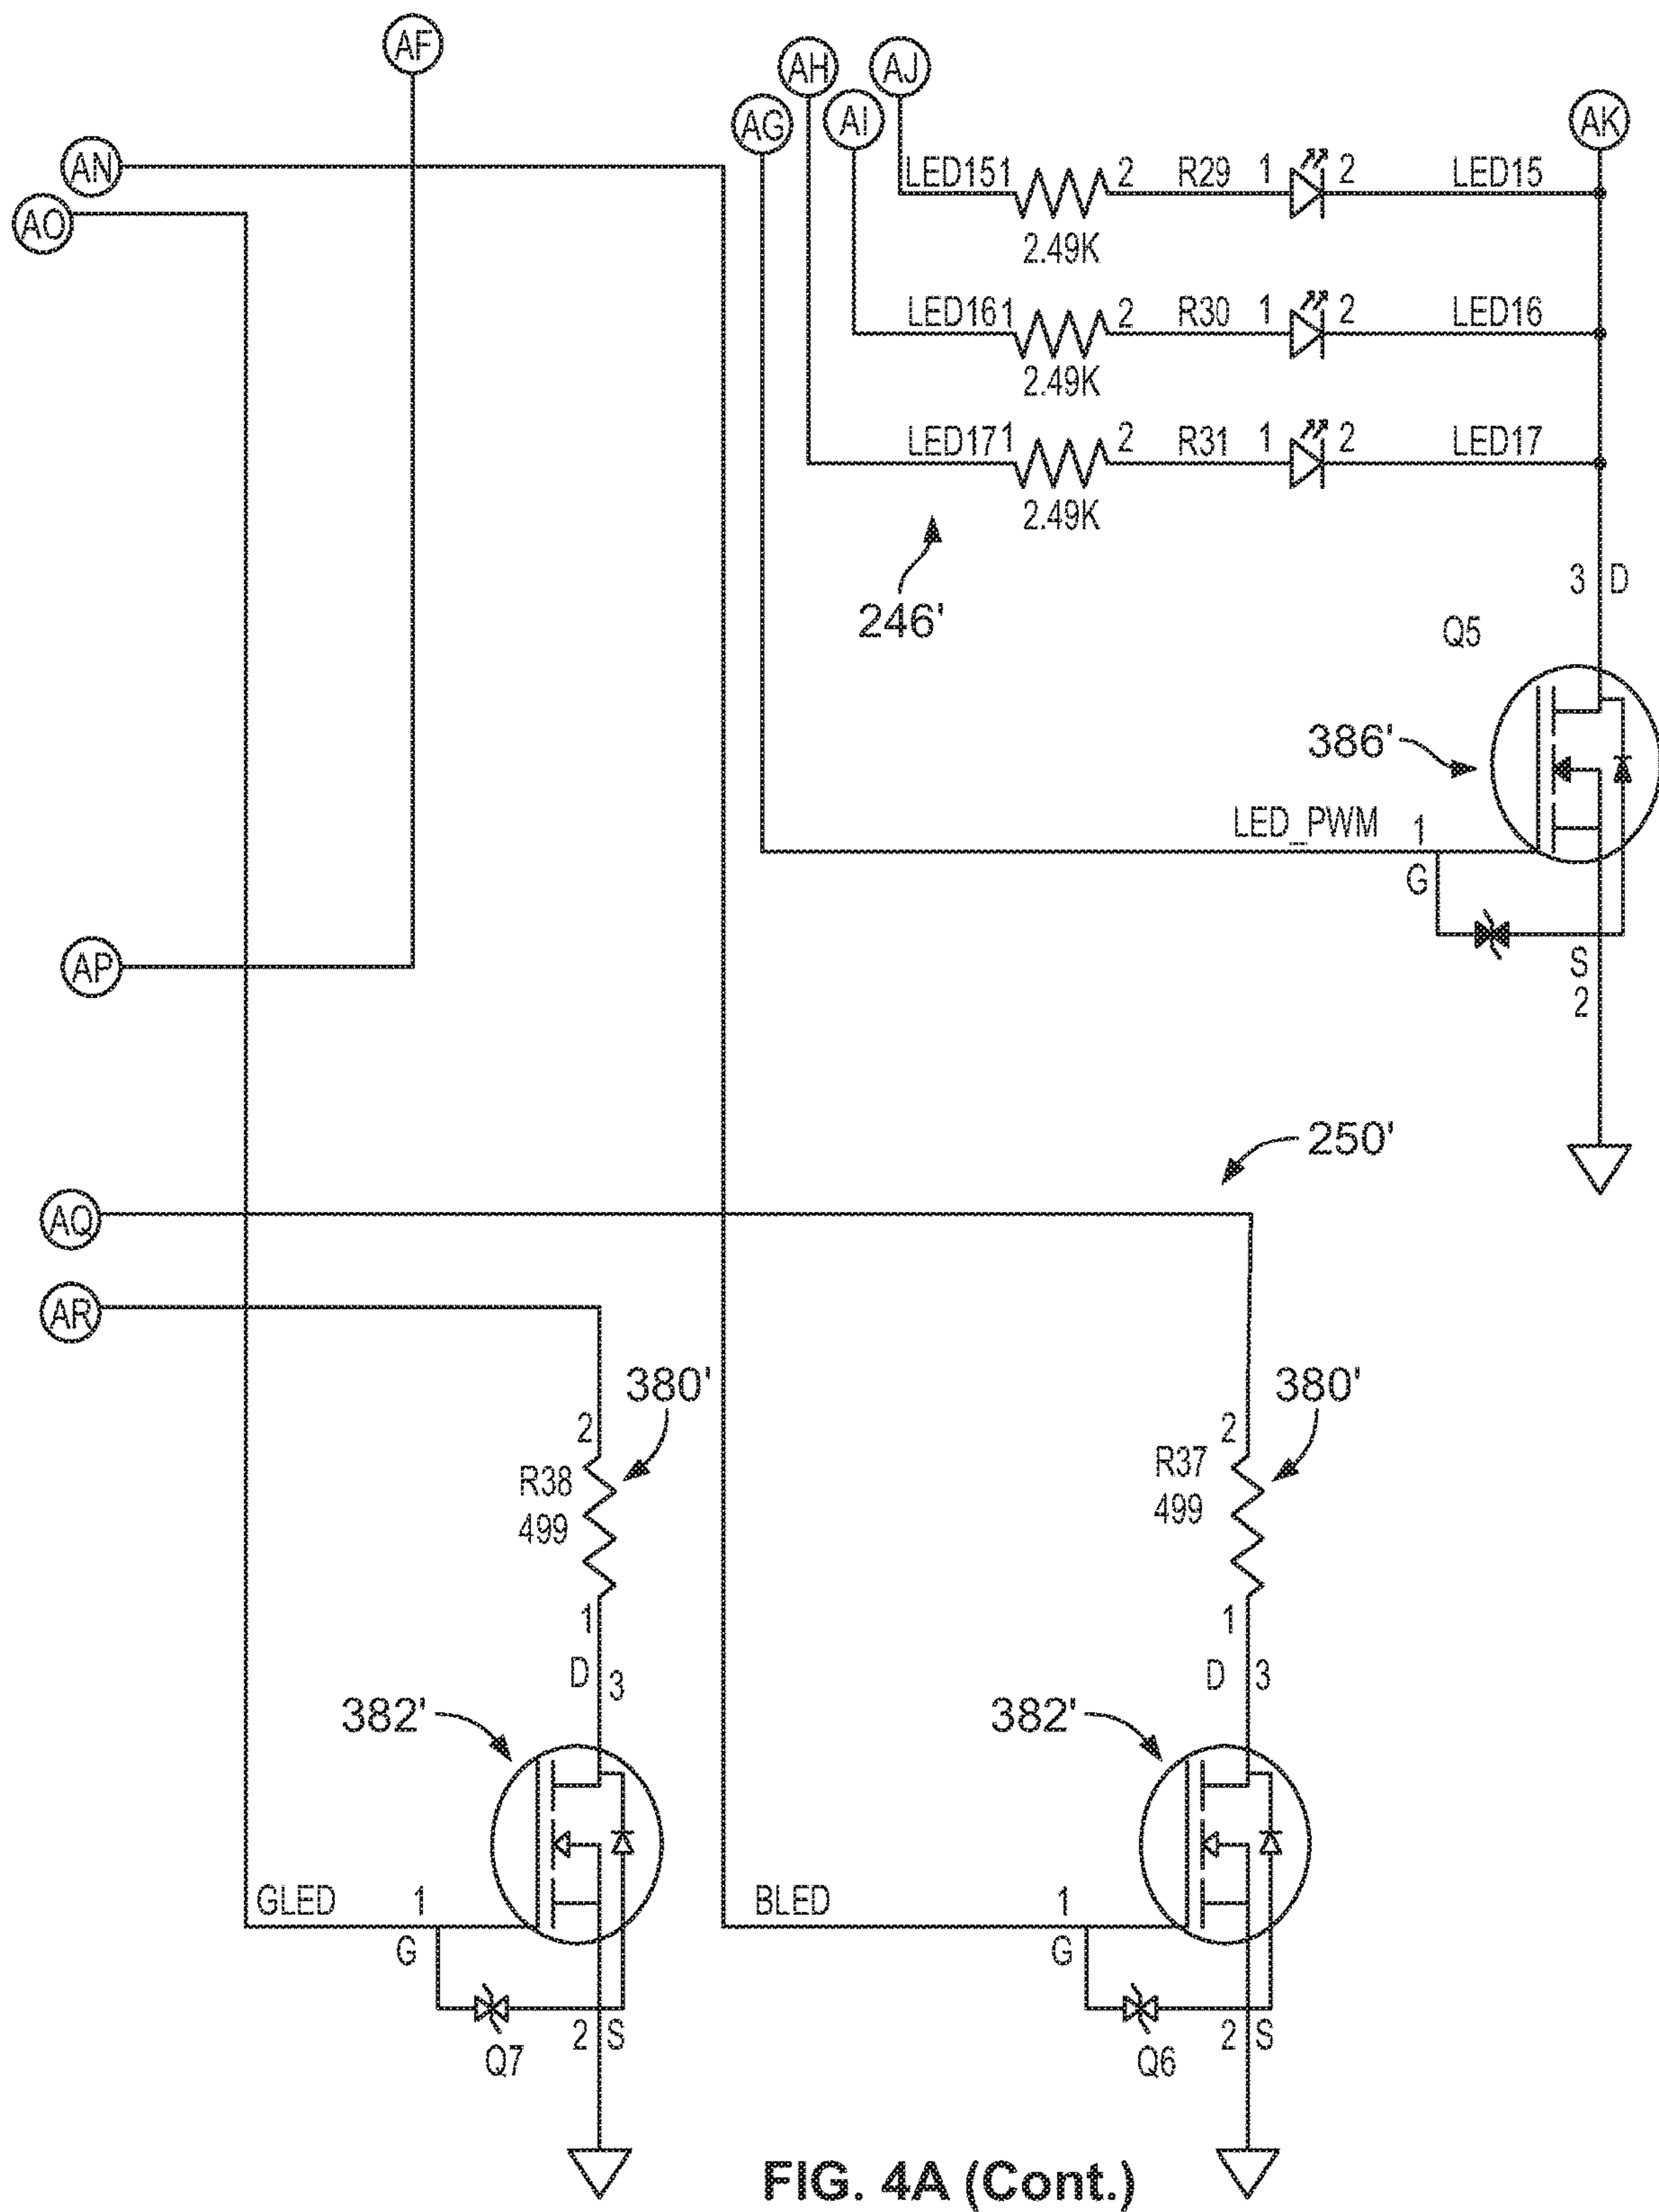 AF
AH
AJ
AG
AI
AK
AN
AO
LED151 2 R29 1 2 LED15
2.49K
LED161 2 R30 1 2 LED16
2.49K
LED171 2 R31 1 2 LED17
2.49K
246'
3 D
Q5
386'
LED_PWM 1
G
AP
S
2
250'
AQ
AR
380'
380'
2
2
R38
499
R37
499
1
1
D 3
D 3
382'
382'
GLED 1
BLED 1
G
G
2 S
2 S
Q7
Q6
FIG. 4A (Cont.)